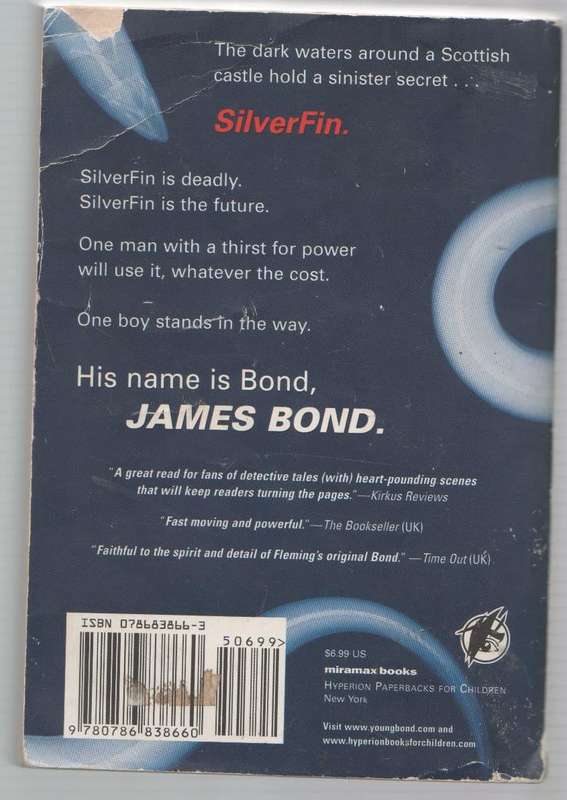 The dark waters around a Scottish
castle hold a sinister secret . . .
SilverFin.
SilverFin is deadly.
SilverFin is the future.
One man with a thirst for power
will use it, whatever the cost.
One boy stands in the way.
His name is Bond,
JAMES BOND.
"A great read for fans of detective tales (with) heart-pounding scenes
that will keep readers turning the pages."—Kirkus Reviews
"Fast moving and powerful."—The Bookseller (UK)
"Faithful to the spirit and detail of Fleming's original Bond." —Time Out (UK)
ISBN 078683866-3
50699>
9 780786 838660
$6.99 US
miramax books
HYPERION PAPERBACKS FOR CHILDREN
New York
Visit www.youngbond.com and
www.hyperionbooksforchildren.com